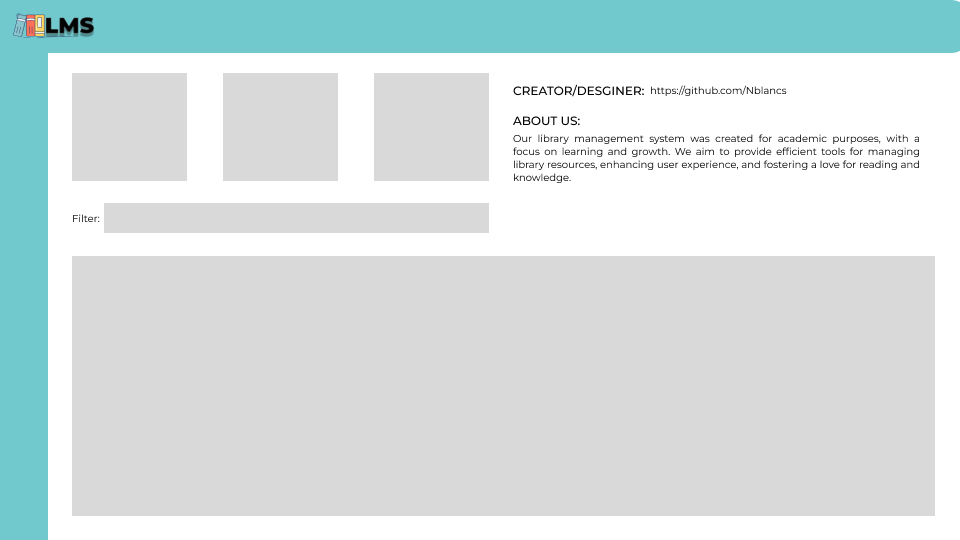 LMS
CREATOR/DESGINER: https://github.com/Nblancs
ABOUT US:
Our library management system was created for academic purposes, with a
focus on learning and growth. We aim to provide efficient tools for managing
library resources, enhancing user experience, and fostering a love for reading and
knowledge.
Filter: